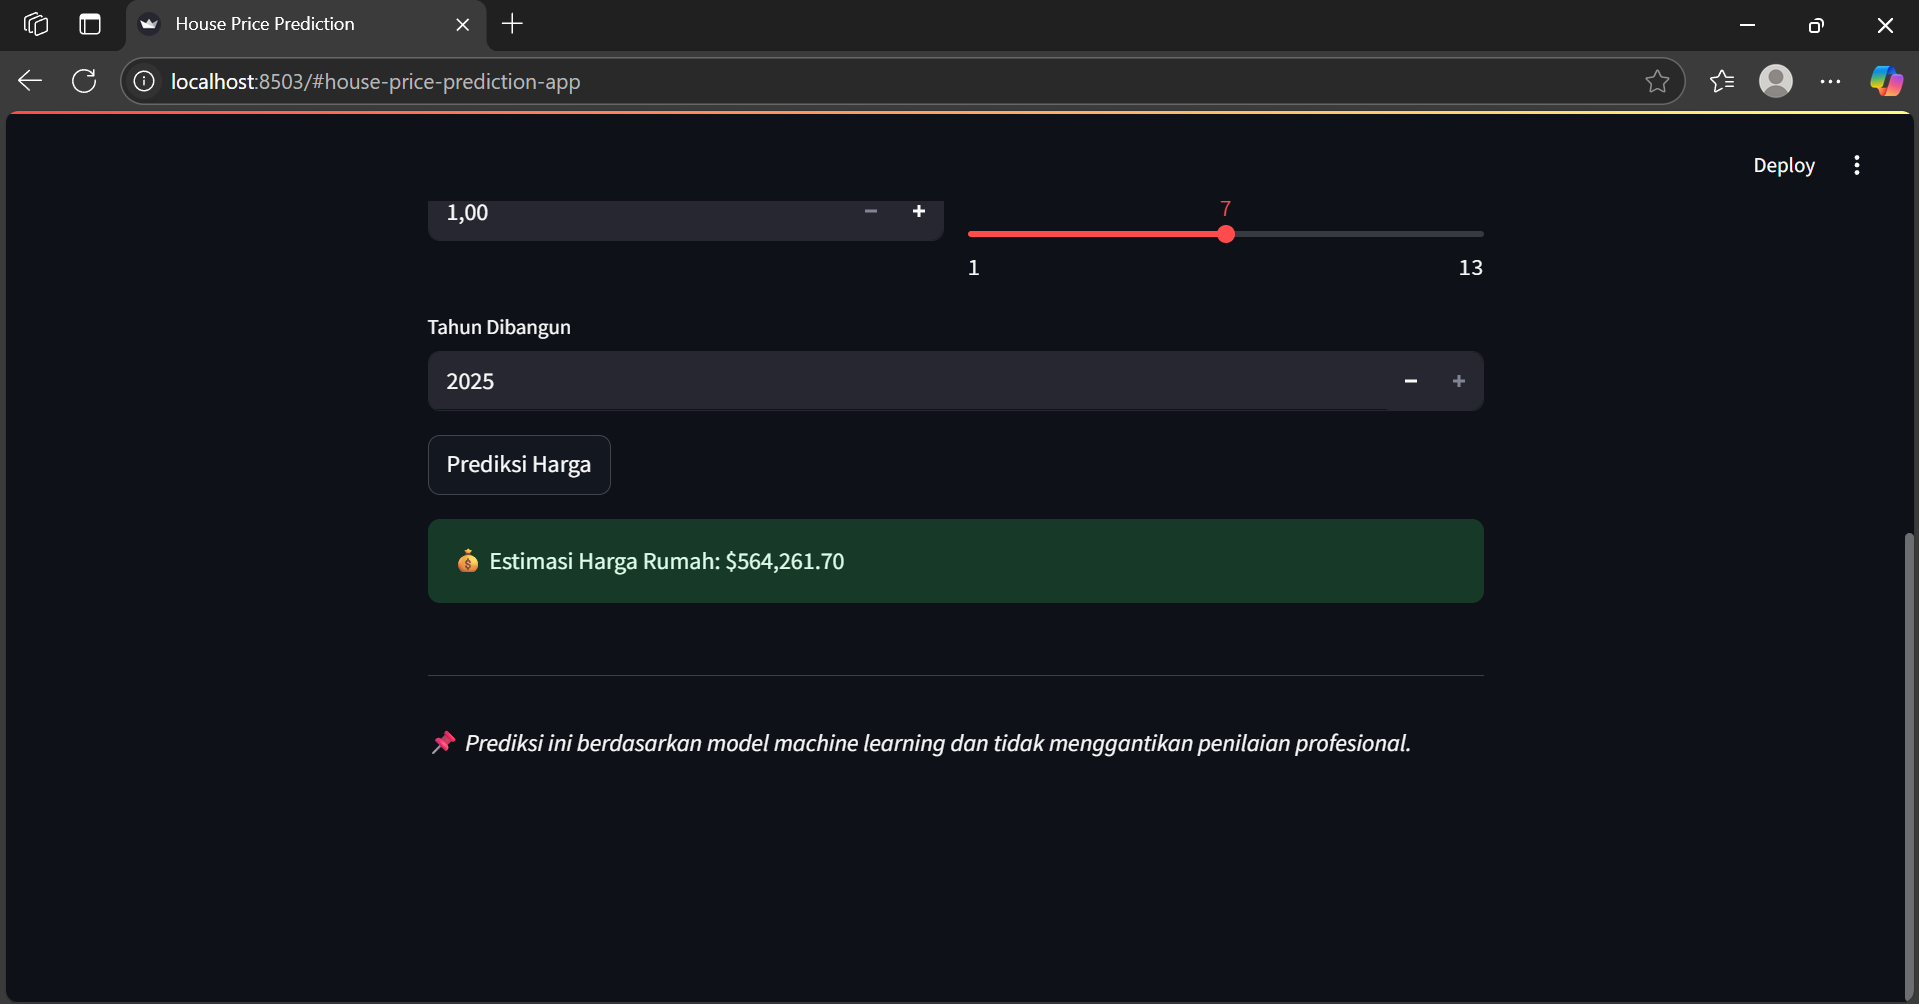 House Price Prediction
localhost:8503/#house-price-prediction-app
Deploy
1,00
7
1
13
Tahun Dibangun
2025
Prediksi Harga
💰 Estimasi Harga Rumah: $564,261.70
📌 Prediksi ini berdasarkan model machine learning dan tidak menggantikan penilaian profesional.